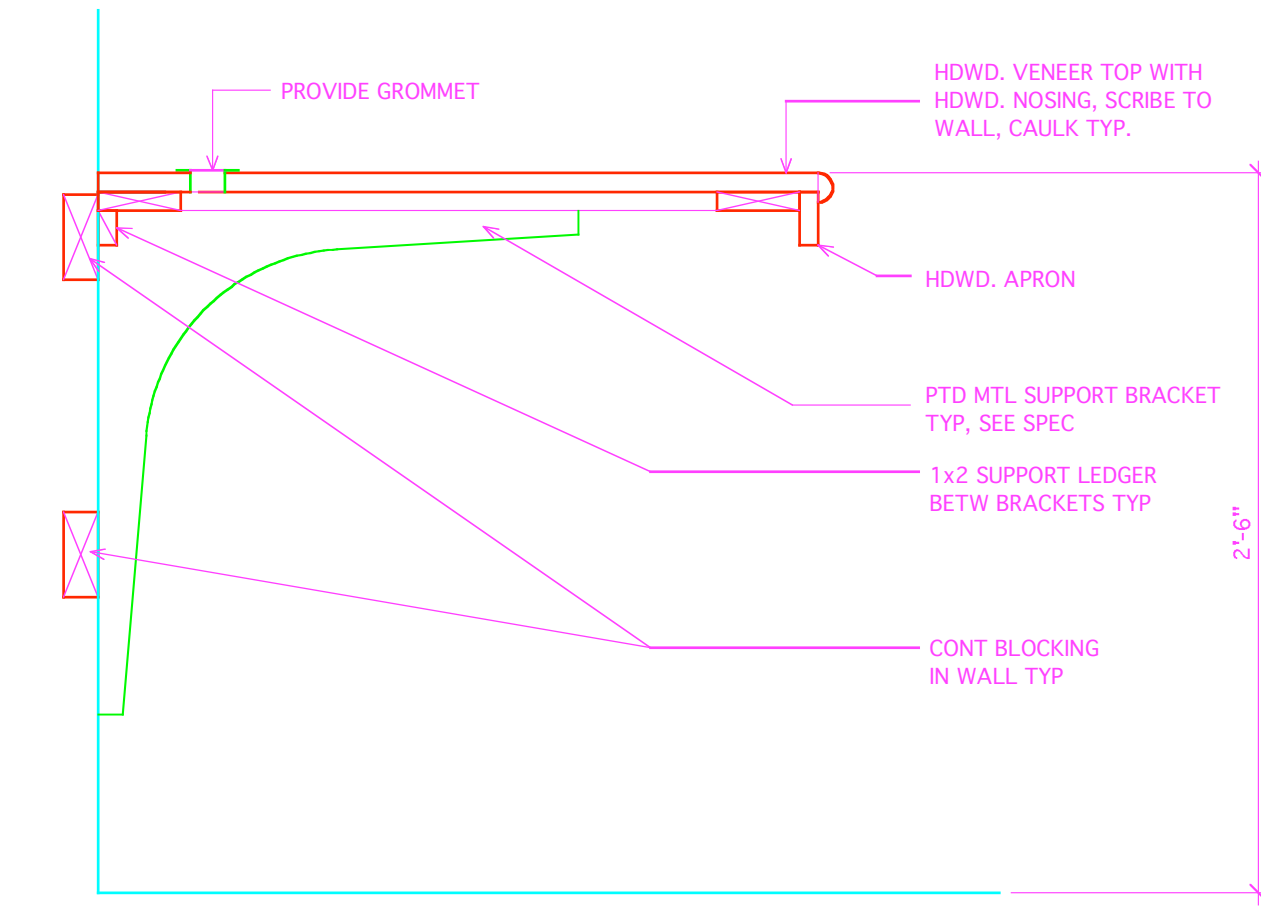 PROVIDE GROMMET
HDWD. VENEER TOP WITH
HDWD. NOSING, SCRIBE TO
WALL, CAULK TYP.
HDWD. APRON
PTD MTL SUPPORT BRACKET
TYP, SEE SPEC
1x2 SUPPORT LEDGER
BETW BRACKETS TYP
2'-6"
CONT BLOCKING
IN WALL TYP